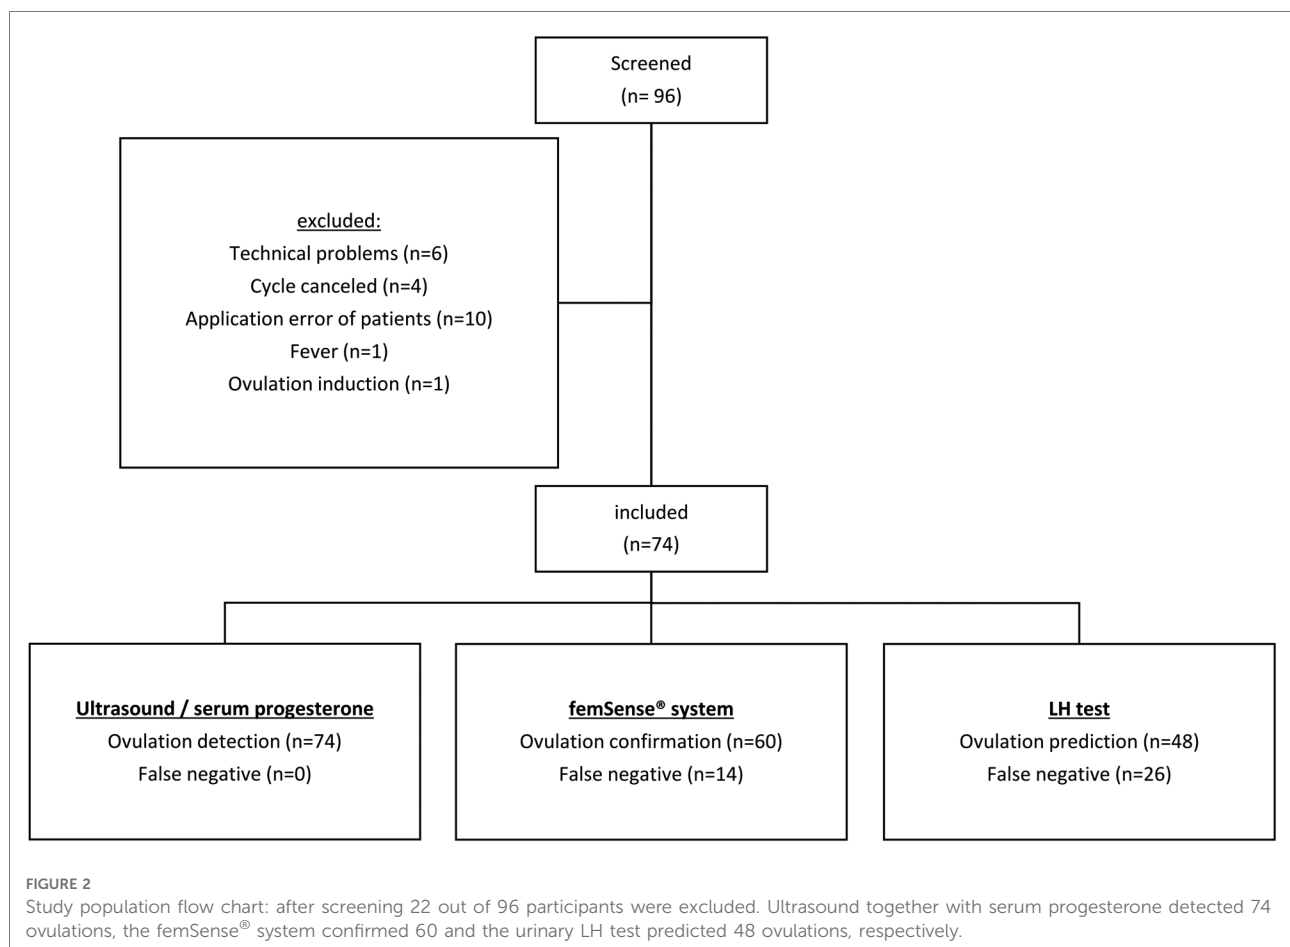 Screened
(n= 96)
excluded:
Technical problems (n=6)
Cycle canceled (n=4)
Application error of patients (n=10)
Fever (n=1)
Ovulation induction (n=1)
included
(n=74)
Ultrasound / serum progesterone
Ovulation detection (n=74)
False negative (n=0)
femSense® system
Ovulation confirmation (n=60)
False negative (n=14)
LH test
Ovulation prediction (n=48)
False negative (n=26)
FIGURE 2
Study population flow chart: after screening 22 out of 96 participants were excluded. Ultrasound together with serum progesterone detected 74
ovulations, the femSense® system confirmed 60 and the urinary LH test predicted 48 ovulations, respectively.